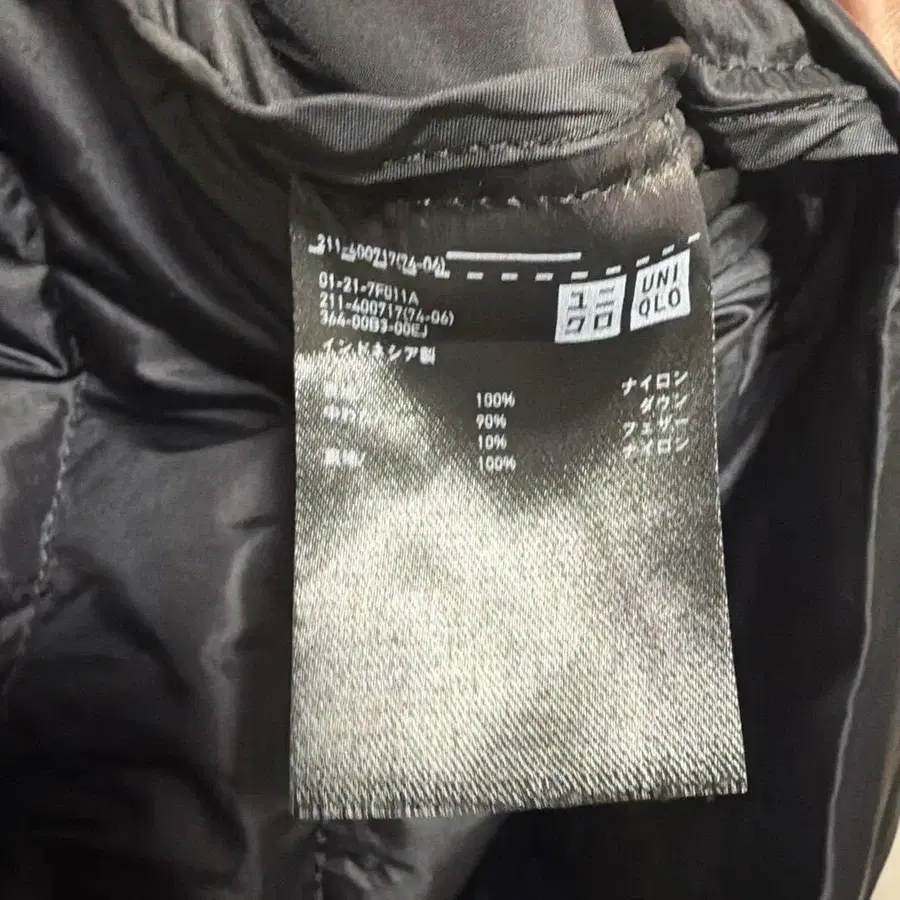 211-400717(74-06)
01-21-7F011A
211-400717(74-06)
364-00B3-00EJ
インドネシア製
ユニ
クロ
UNI
QLO
100% ナイロン
90% ダウン
10% フェザー
100% ナイロン